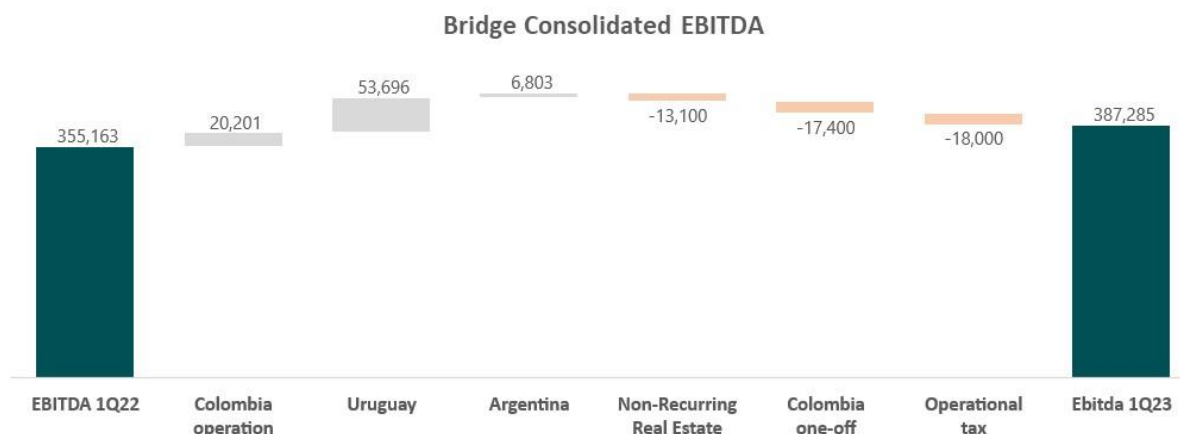 Bridge Consolidated EBITDA
355,163
20,201
53,696
6,803
-13,100
-17,400
-18,000
387,285
EBITDA 1Q22
Colombia
operation
Uruguay
Argentina
Non-Recurring
Real Estate
Colombia
one-off
Operational
tax
Ebitda 1Q23